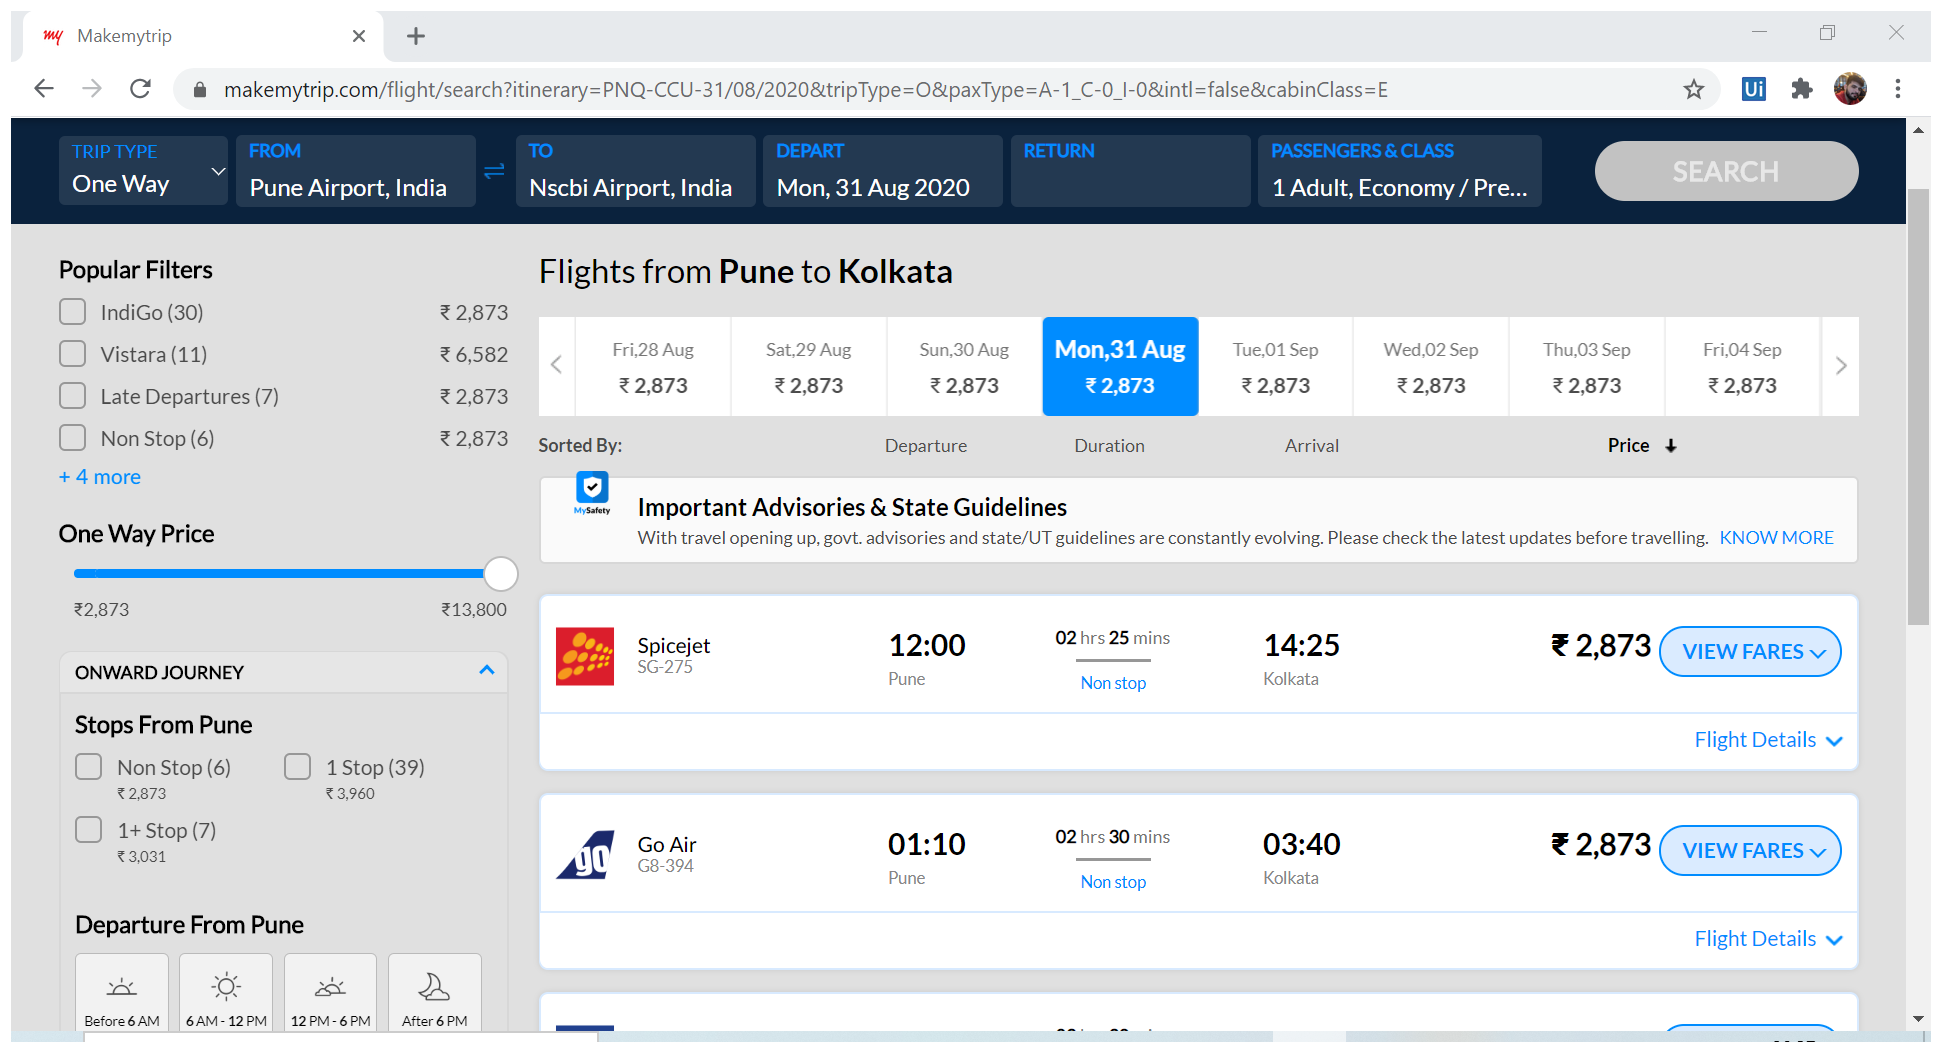 my Makemytrip
makemytrip.com/flight/search?itinerary=PNQ-CCU-31/08/2020&tripType=O&paxType=A-1_C-0_I-0&intl=false&cabinClass=E
Ui
TRIP TYPE
One Way
FROM
Pune Airport, India
TO
Nscbi Airport, India
DEPART
Mon, 31 Aug 2020
RETURN
PASSENGERS & CLASS
1 Adult, Economy / Pre...
SEARCH
Popular Filters
IndiGo (30) ₹ 2,873
Vistara (11) ₹ 6,582
Late Departures (7) ₹ 2,873
Non Stop (6) ₹ 2,873
+ 4 more
One Way Price
₹2,873 ₹13,800
ONWARD JOURNEY
Stops From Pune
Non Stop (6) 1 Stop (39)
₹ 2,873 ₹ 3,960
1+ Stop (7)
₹ 3,031
Departure From Pune
Before 6 AM 6 AM - 12 PM 12 PM - 6 PM After 6 PM
Flights from Pune to Kolkata
Fri,28 Aug Sat,29 Aug Sun,30 Aug Mon,31 Aug Tue,01 Sep Wed,02 Sep Thu,03 Sep Fri,04 Sep
₹ 2,873 ₹ 2,873 ₹ 2,873 ₹ 2,873 ₹ 2,873 ₹ 2,873 ₹ 2,873 ₹ 2,873
Sorted By: Departure Duration Arrival Price
MySafety
Important Advisories & State Guidelines
With travel opening up, govt. advisories and state/UT guidelines are constantly evolving. Please check the latest updates before travelling. KNOW MORE
Spicejet
SG-275
12:00
Pune
02 hrs 25 mins
Non stop
14:25
Kolkata
₹ 2,873
VIEW FARES
Flight Details
go
Go Air
G8-394
01:10
Pune
02 hrs 30 mins
Non stop
03:40
Kolkata
₹ 2,873
VIEW FARES
Flight Details